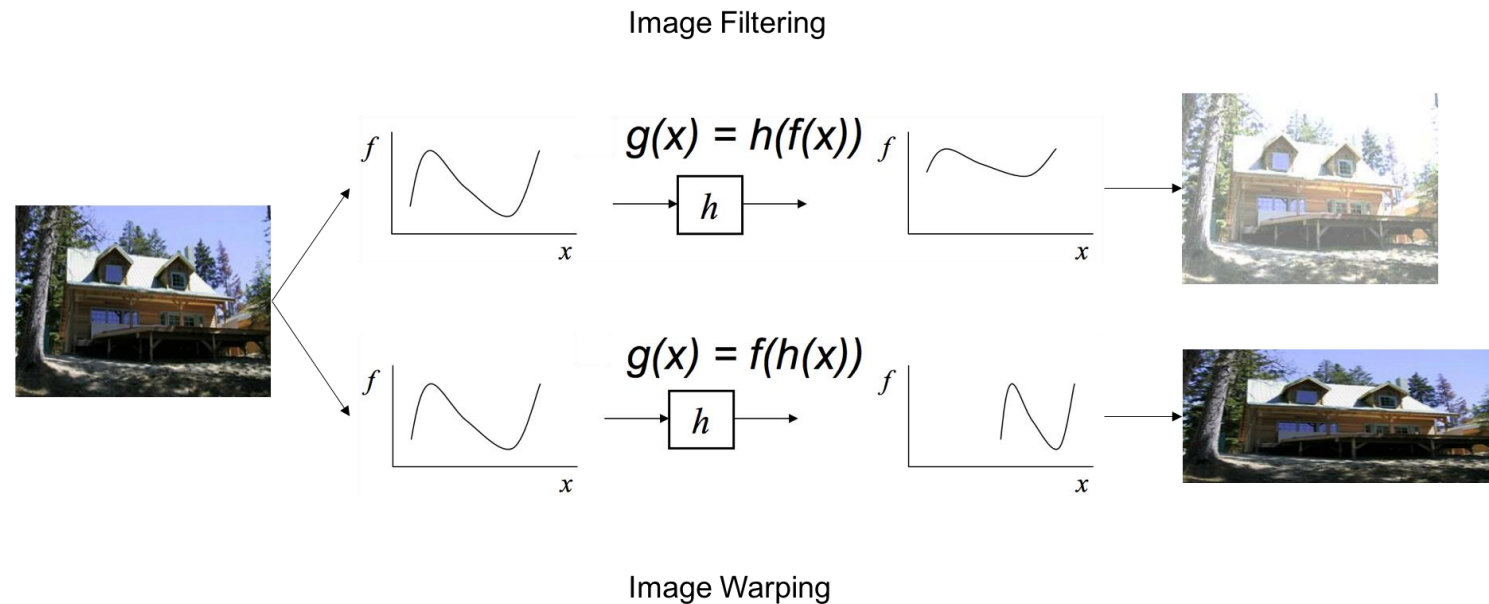 Image Filtering
g(x) = h(f(x))
f
x
h
f
x
g(x) = f(h(x))
f
x
h
f
x
Image Warping